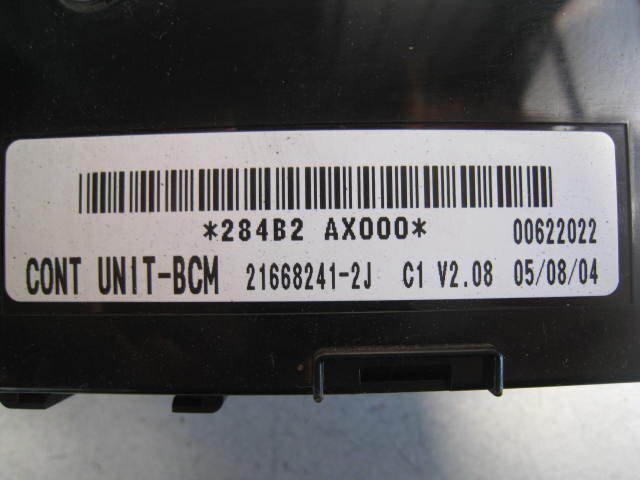 *284B2 AX000* 00622022
CONT UNIT-BCM 21668241-2J C1 V2.08 05/08/04